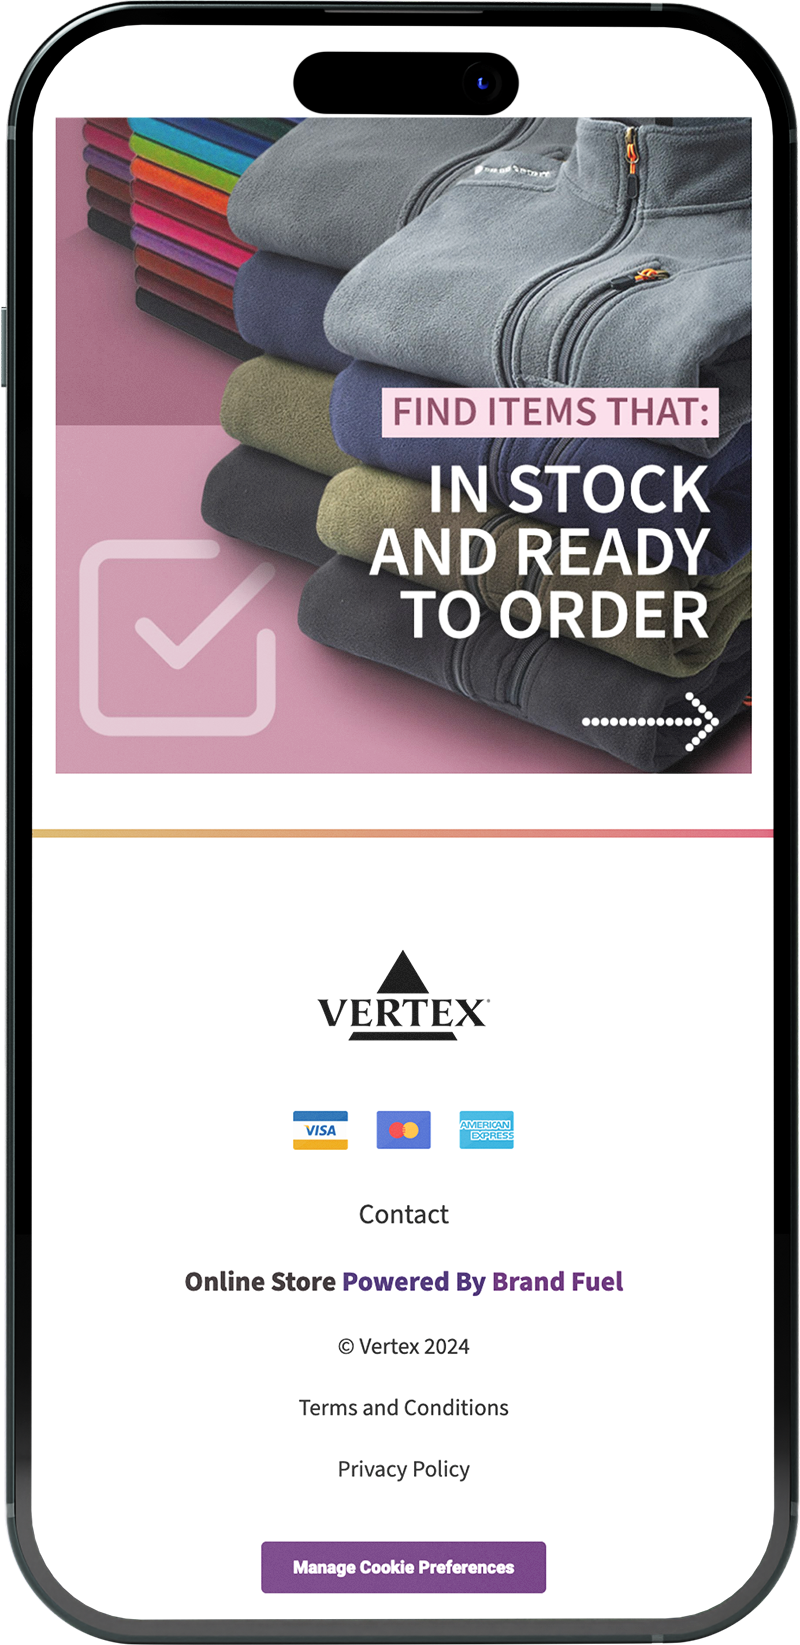 FIND ITEMS THAT:
IN STOCK
AND READY
TO ORDER
VERTEX
VISA
AMERICAN
EXPRESS
Contact
Online Store Powered By Brand Fuel
© Vertex 2024
Terms and Conditions
Privacy Policy
Manage Cookie Preferences